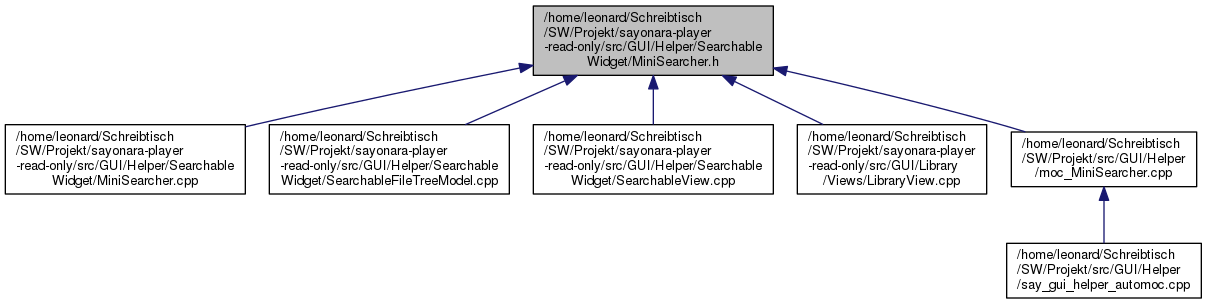 /home/leonard/Schreibtisch
/SW/Projekt/sayonara-player
-read-only/src/GUI/Helper/Searchable
Widget/MiniSearcher.h
/home/leonard/Schreibtisch
/SW/Projekt/sayonara-player
-read-only/src/GUI/Helper/Searchable
Widget/MiniSearcher.cpp
/home/leonard/Schreibtisch
/SW/Projekt/sayonara-player
-read-only/src/GUI/Helper/Searchable
Widget/SearchableFileTreeModel.cpp
/home/leonard/Schreibtisch
/SW/Projekt/sayonara-player
-read-only/src/GUI/Helper/Searchable
Widget/SearchableView.cpp
/home/leonard/Schreibtisch
/SW/Projekt/sayonara-player
-read-only/src/GUI/Library
/Views/LibraryView.cpp
/home/leonard/Schreibtisch
/SW/Projekt/src/GUI/Helper
/moc_MiniSearcher.cpp
/home/leonard/Schreibtisch
/SW/Projekt/src/GUI/Helper
/say_gui_helper_automoc.cpp